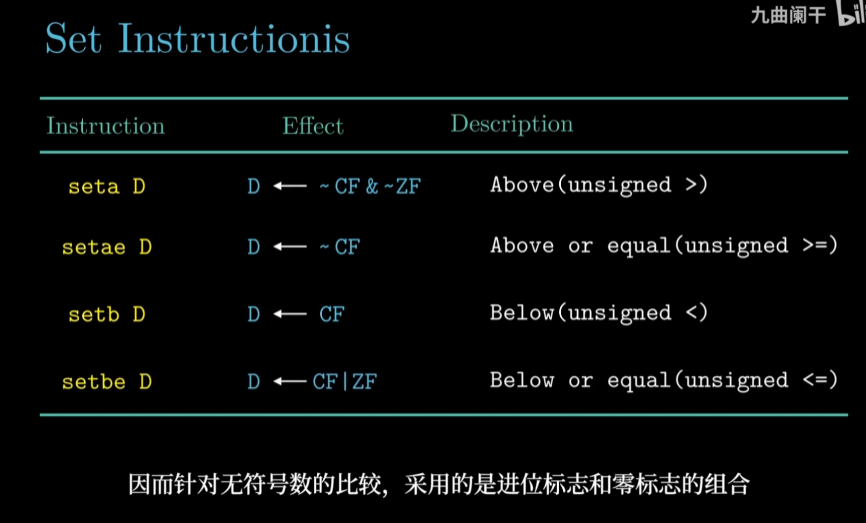 九曲阑干
Set Instructionis
Instruction Effect Description
seta D D ⟵ ~CF & ~ZF Above(unsigned >)
setae D D ⟵ ~CF Above or equal(unsigned >=)
setb D D ⟵ CF Below(unsigned <)
setbe D D ⟵ CF|ZF Below or equal(unsigned <=)
因而针对无符号数的比较，采用的是进位标志和零标志的组合